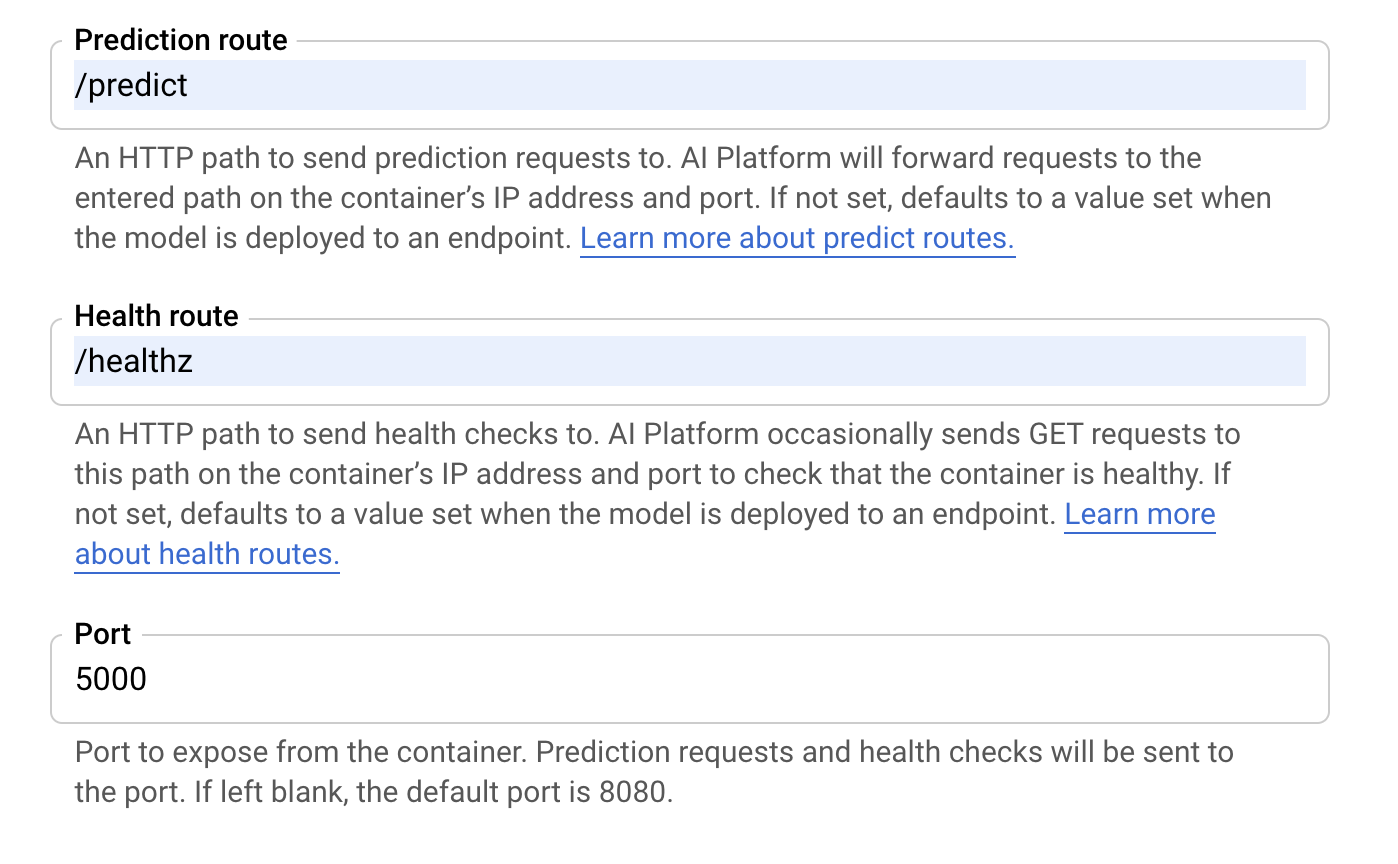 Prediction route
/predict
An HTTP path to send prediction requests to. AI Platform will forward requests to the
entered path on the container’s IP address and port. If not set, defaults to a value set when
the model is deployed to an endpoint. Learn more about predict routes.
Health route
/healthz
An HTTP path to send health checks to. AI Platform occasionally sends GET requests to
this path on the container’s IP address and port to check that the container is healthy. If
not set, defaults to a value set when the model is deployed to an endpoint. Learn more
about health routes.
Port
5000
Port to expose from the container. Prediction requests and health checks will be sent to
the port. If left blank, the default port is 8080.